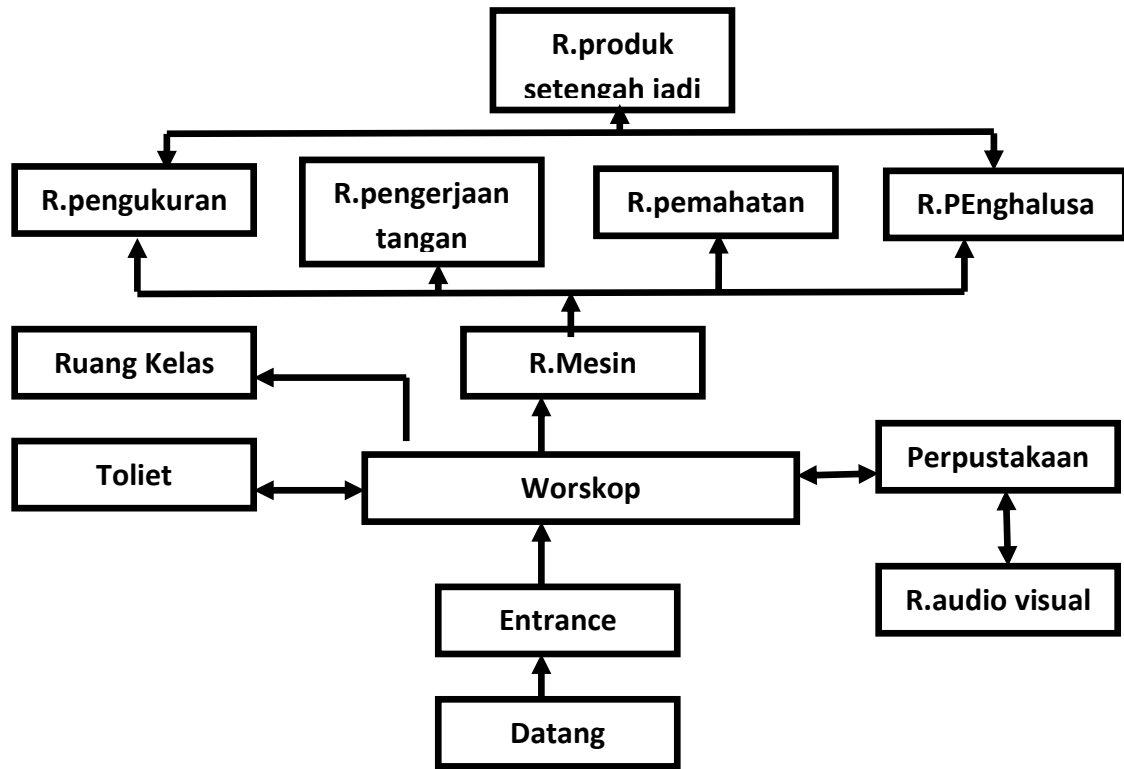 R.produk
setengah jadi
R.pengukuran
R.pengerjaan
tangan
R.pemahatan
R.PEnghalusa
Ruang Kelas
R.Mesin
Toliet
Worskop
Perpustakaan
Entrance
R.audio visual
Datang